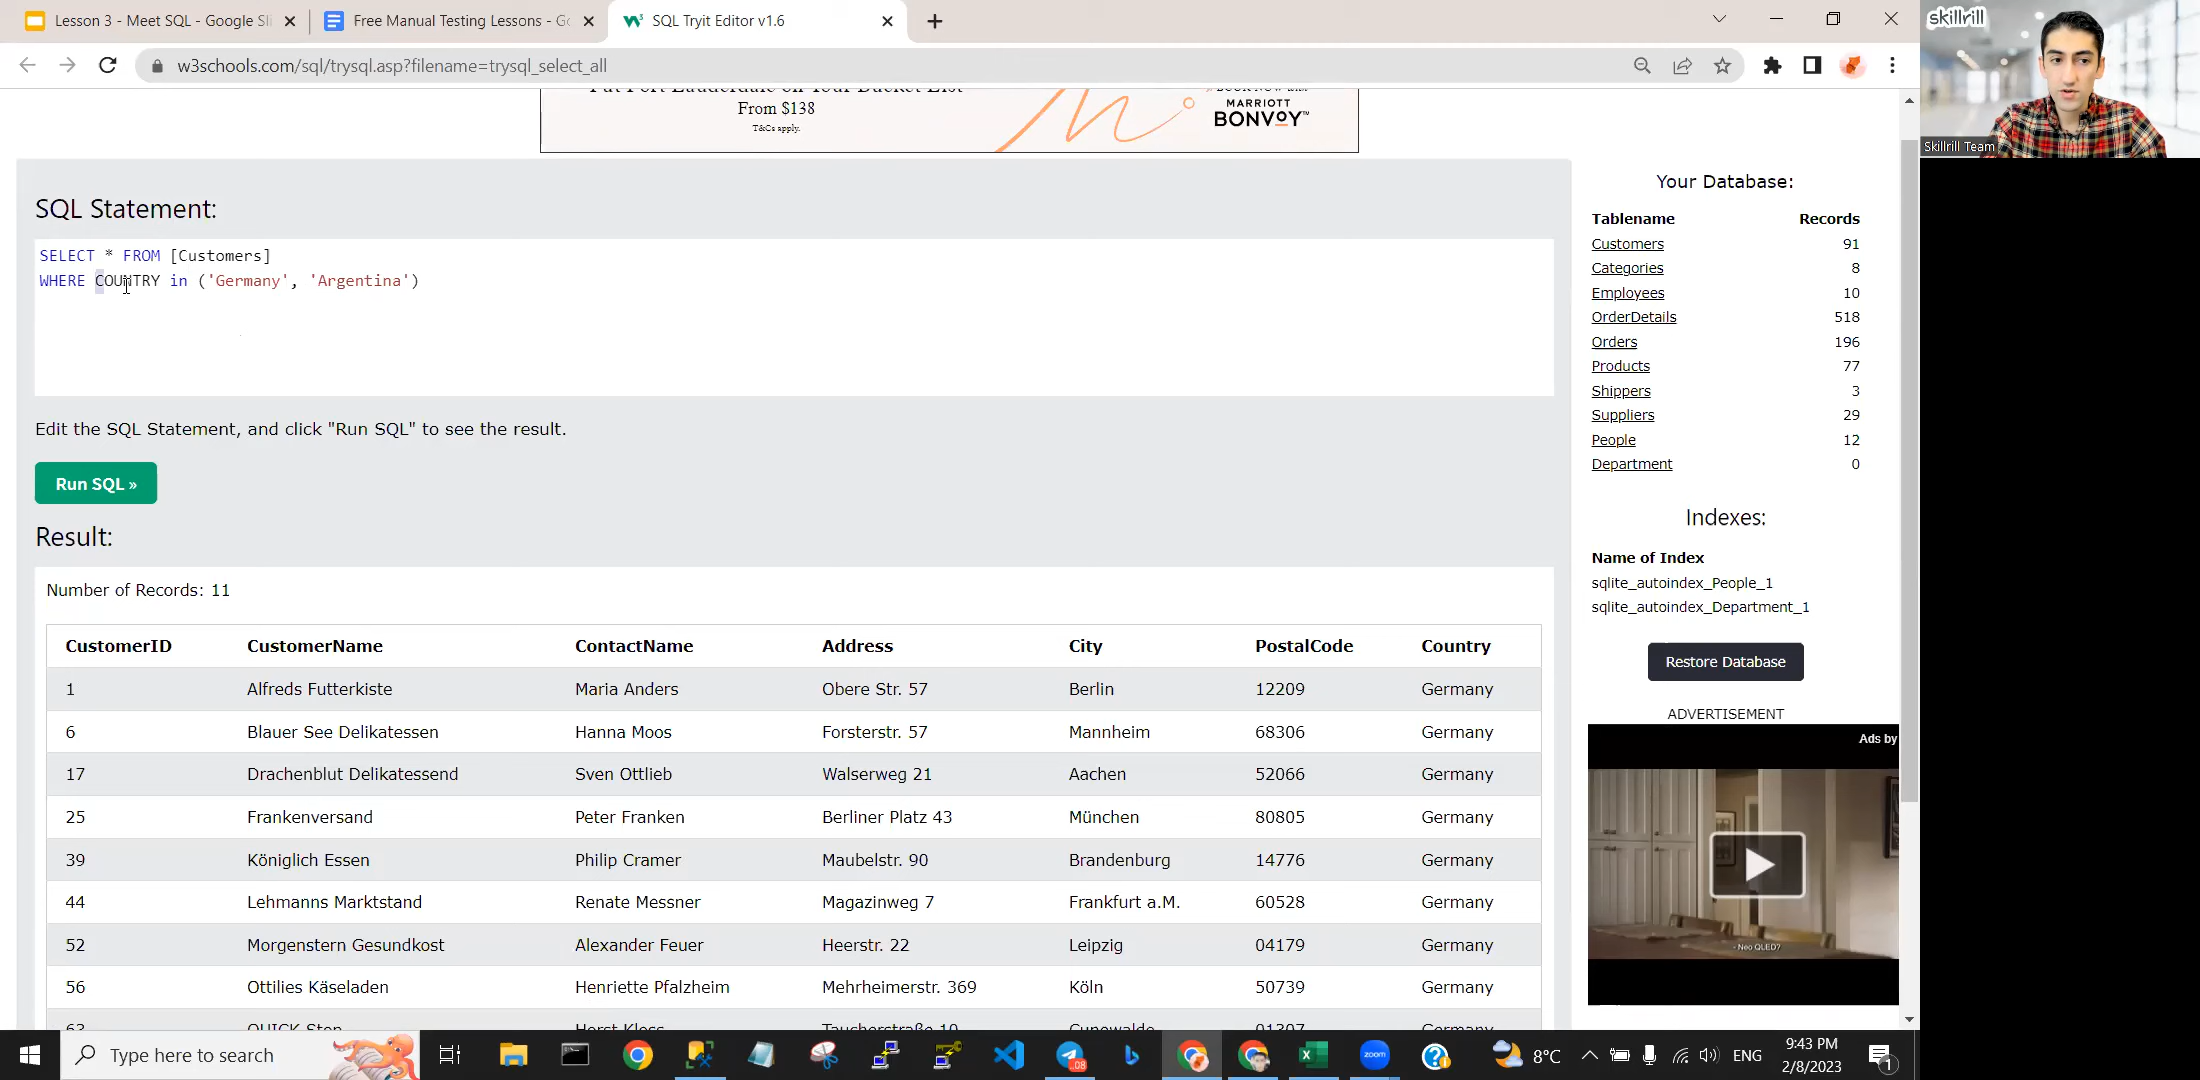 Lesson 3 - Meet SQL - Google Sli
Free Manual Testing Lessons - Go
SQL Tryit Editor v1.6
w3schools.com/sql/trysql.asp?filename=trysql_select_all
skillrill
Skillrill Team
From $138
T&Cs apply.
MARRIOTT
BONVOY™
SQL Statement:
SELECT * FROM [Customers]
WHERE COUNTRY in ('Germany', 'Argentina')
Edit the SQL Statement, and click "Run SQL" to see the result.
Run SQL »
Result:
Number of Records: 11
CustomerID CustomerName ContactName Address City PostalCode Country
1 Alfreds Futterkiste Maria Anders Obere Str. 57 Berlin 12209 Germany
6 Blauer See Delikatessen Hanna Moos Forsterstr. 57 Mannheim 68306 Germany
17 Drachenblut Delikatessend Sven Ottlieb Walserweg 21 Aachen 52066 Germany
25 Frankenversand Peter Franken Berliner Platz 43 München 80805 Germany
39 Königlich Essen Philip Cramer Maubelstr. 90 Brandenburg 14776 Germany
44 Lehmanns Marktstand Renate Messner Magazinweg 7 Frankfurt a.M. 60528 Germany
52 Morgenstern Gesundkost Alexander Feuer Heerstr. 22 Leipzig 04179 Germany
56 Ottilies Käseladen Henriette Pfalzheim Mehrheimerstr. 369 Köln 50739 Germany
Your Database:
Tablename Records
Customers 91
Categories 8
Employees 10
OrderDetails 518
Orders 196
Products 77
Shippers 3
Suppliers 29
People 12
Department 0
Indexes:
Name of Index
sqlite_autoindex_People_1
sqlite_autoindex_Department_1
Restore Database
ADVERTISEMENT
Ads by
- Neo QLED?
Type here to search
.08
zoom
8°C
ENG
9:43 PM
2/8/2023
1